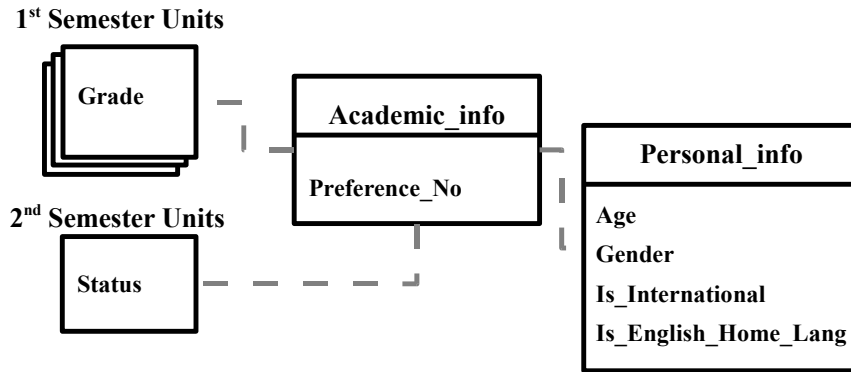 1st Semester Units
Grade
Academic_info
Preference_No
Personal_info
Age
Gender
Is_International
Is_English_Home_Lang
2nd Semester Units
Status